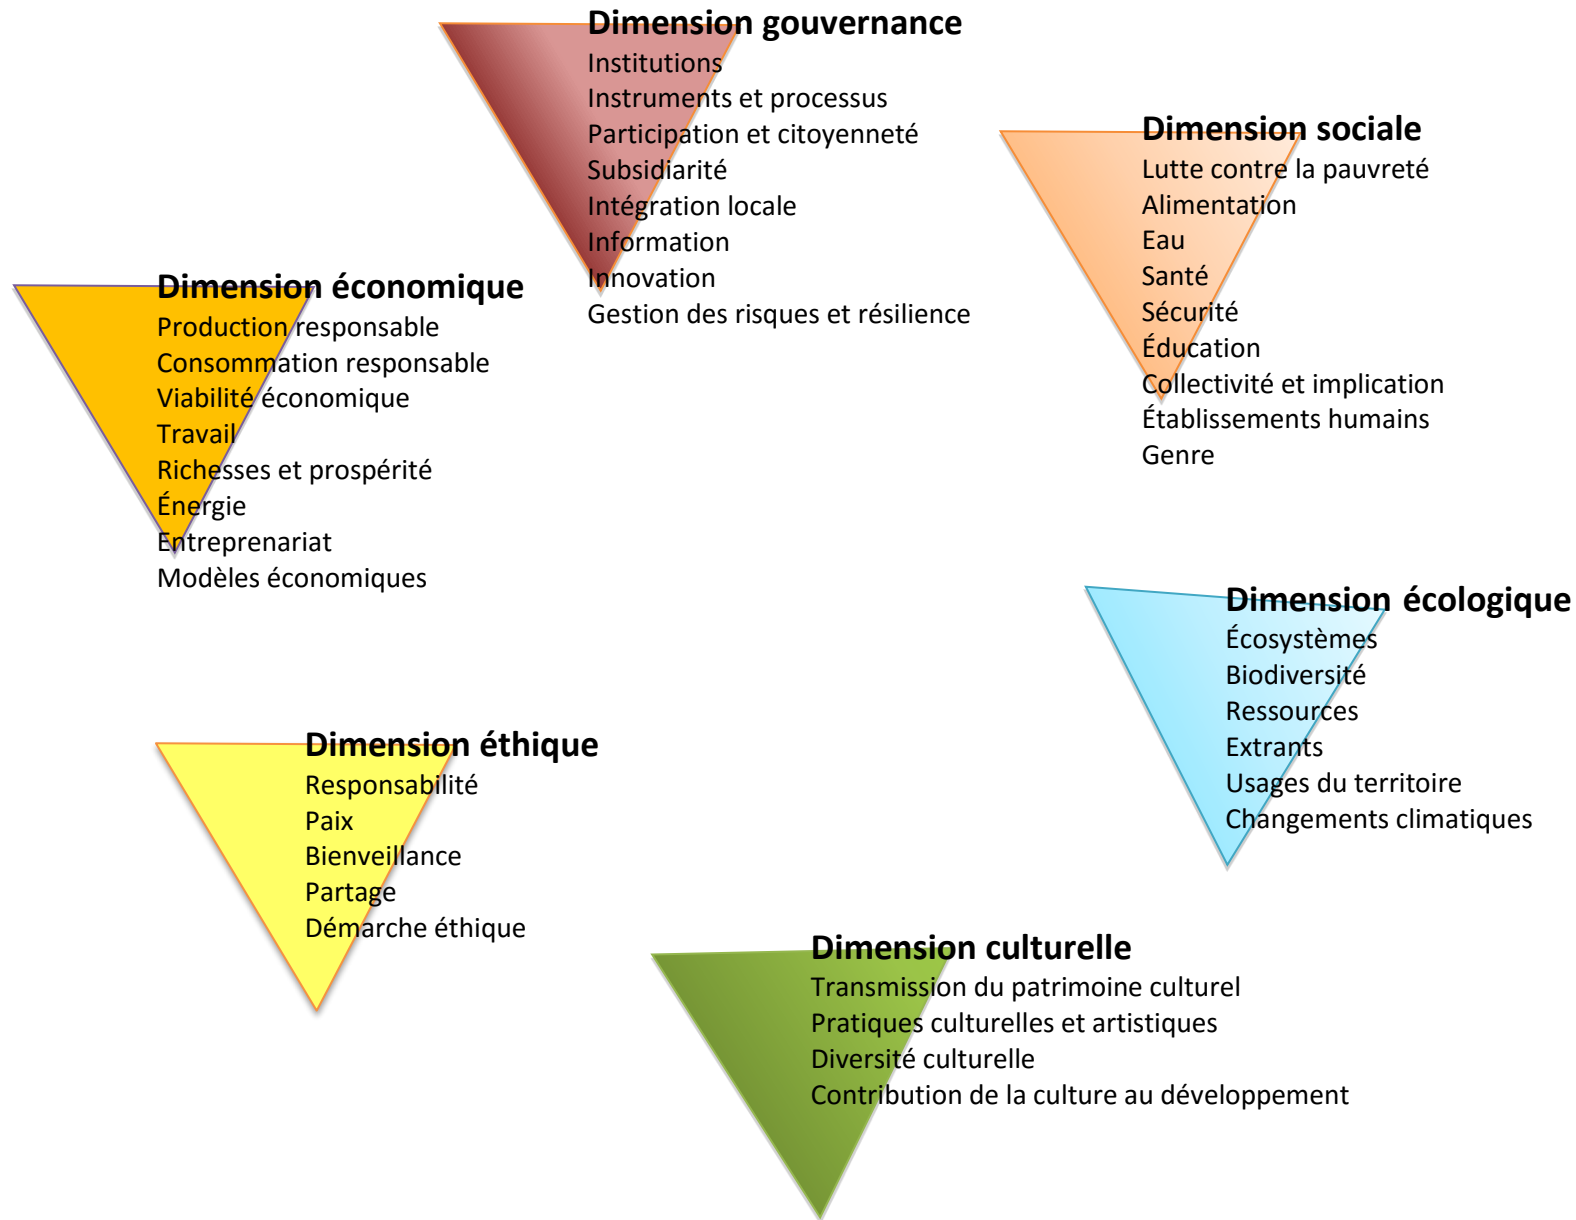 Dimension gouvernance
Institutions
Instruments et processus
Participation et citoyenneté
Subsidiarité
Intégration locale
Information
Innovation
Gestion des risques et résilience
Dimension sociale
Lutte contre la pauvreté
Alimentation
Eau
Santé
Sécurité
Éducation
Collectivité et implication
Établissements humains
Genre
Dimension économique
Production responsable
Consommation responsable
Viabilité économique
Travail
Richesses et prospérité
Énergie
Entreprenariat
Modèles économiques
Dimension écologique
Écosystèmes
Biodiversité
Ressources
Extrants
Usages du territoire
Changements climatiques
Dimension éthique
Responsabilité
Paix
Bienveillance
Partage
Démarche éthique
Dimension culturelle
Transmission du patrimoine culturel
Pratiques culturelles et artistiques
Diversité culturelle
Contribution de la culture au développement